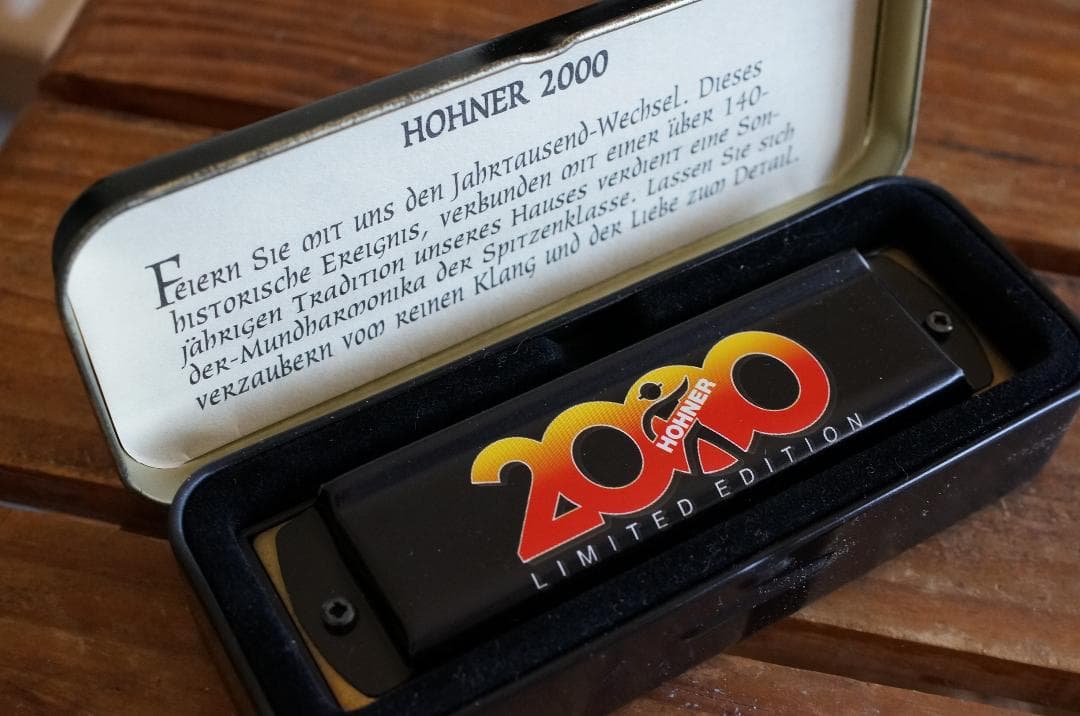 HOHNER 2000
Feiern Sie mit uns den Jahrtausend-Wechsel. Dieses
historische Ereignis, verbunden mit einer über 140-
jährigen Tradition unseres Hauses verdient eine Son-
der-Mundharmonika der Spitzenklasse. Lassen Sie sich
verzaubern vom reinen Klang und der Liebe zum Detail.
2000
HOHNER
LIMITED EDITION